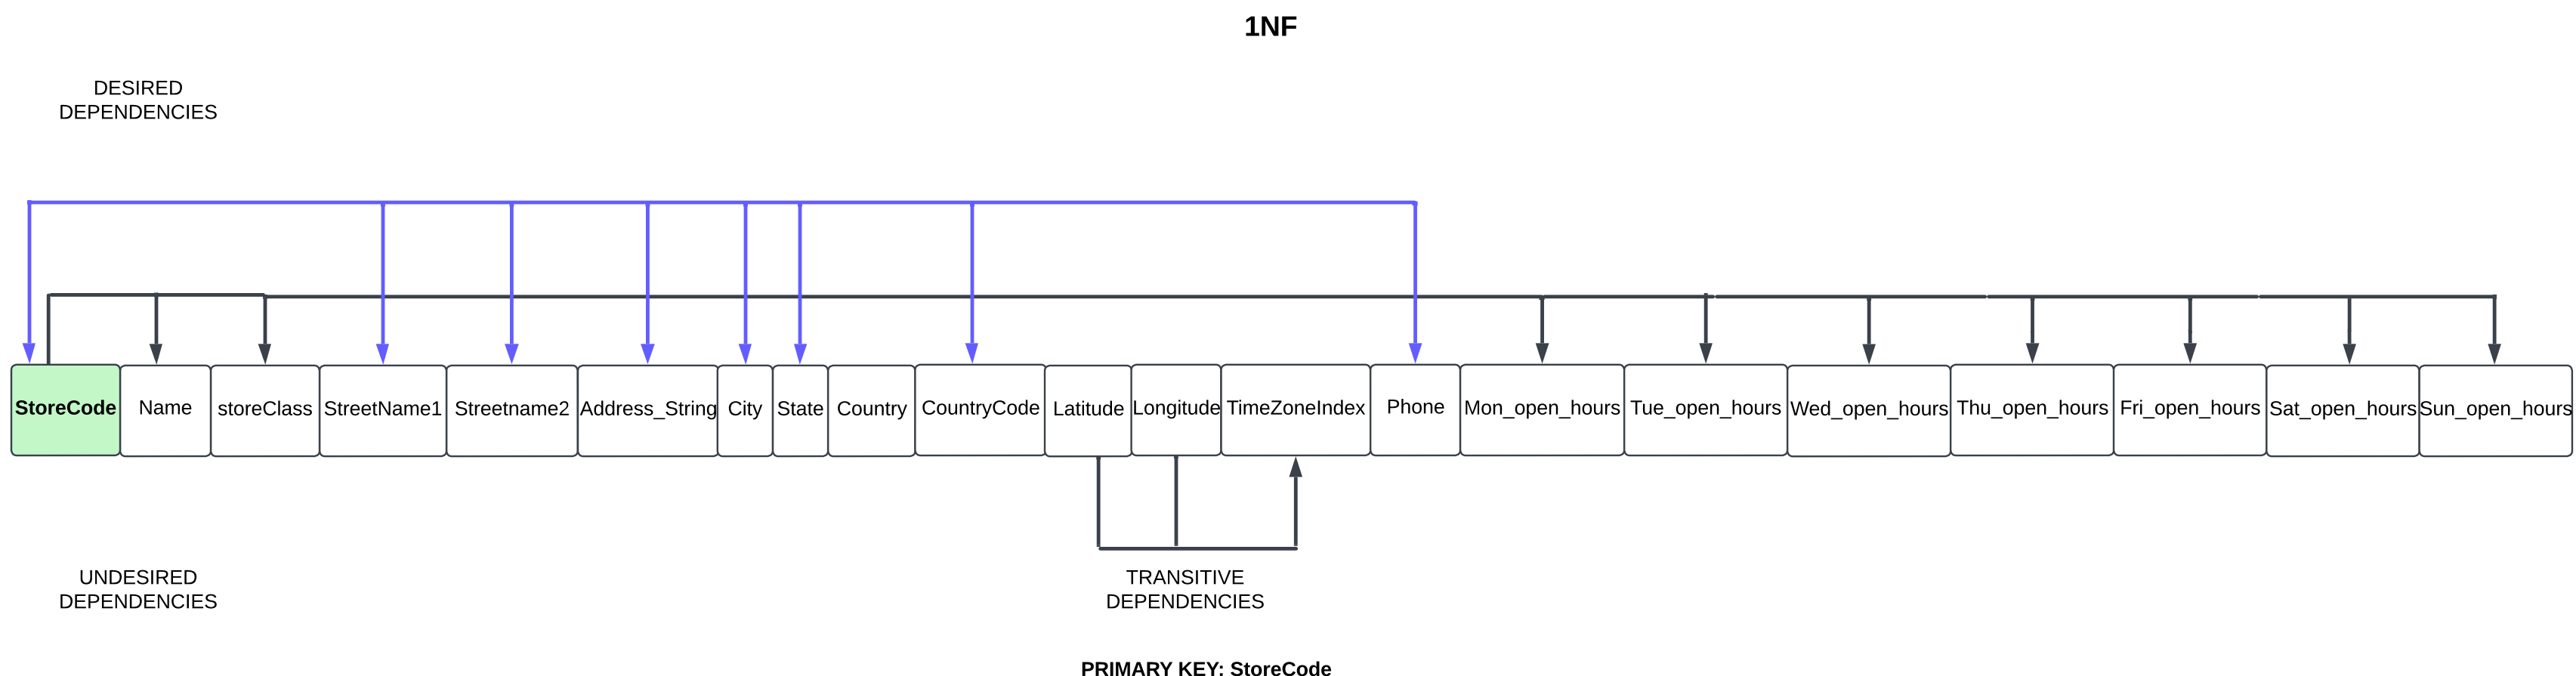 1NF
DESIRED
DEPENDENCIES
StoreCode
Name
storeClass
StreetName1
Streetname2
Address_String
City
State
Country
CountryCode
Latitude
Longitude
TimeZoneIndex
Phone
Mon_open_hours
Tue_open_hours
Wed_open_hours
Thu_open_hours
Fri_open_hours
Sat_open_hours
Sun_open_hours
UNDESIRED
DEPENDENCIES
TRANSITIVE
DEPENDENCIES
PRIMARY KEY: StoreCode